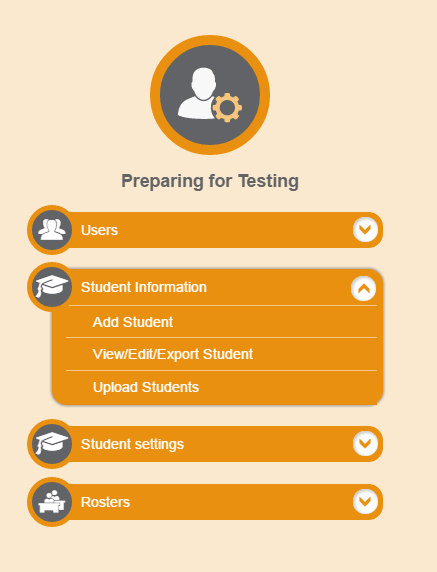 Preparing for Testing
Users
Student Information
Add Student
View/Edit/Export Student
Upload Students
Student settings
Rosters